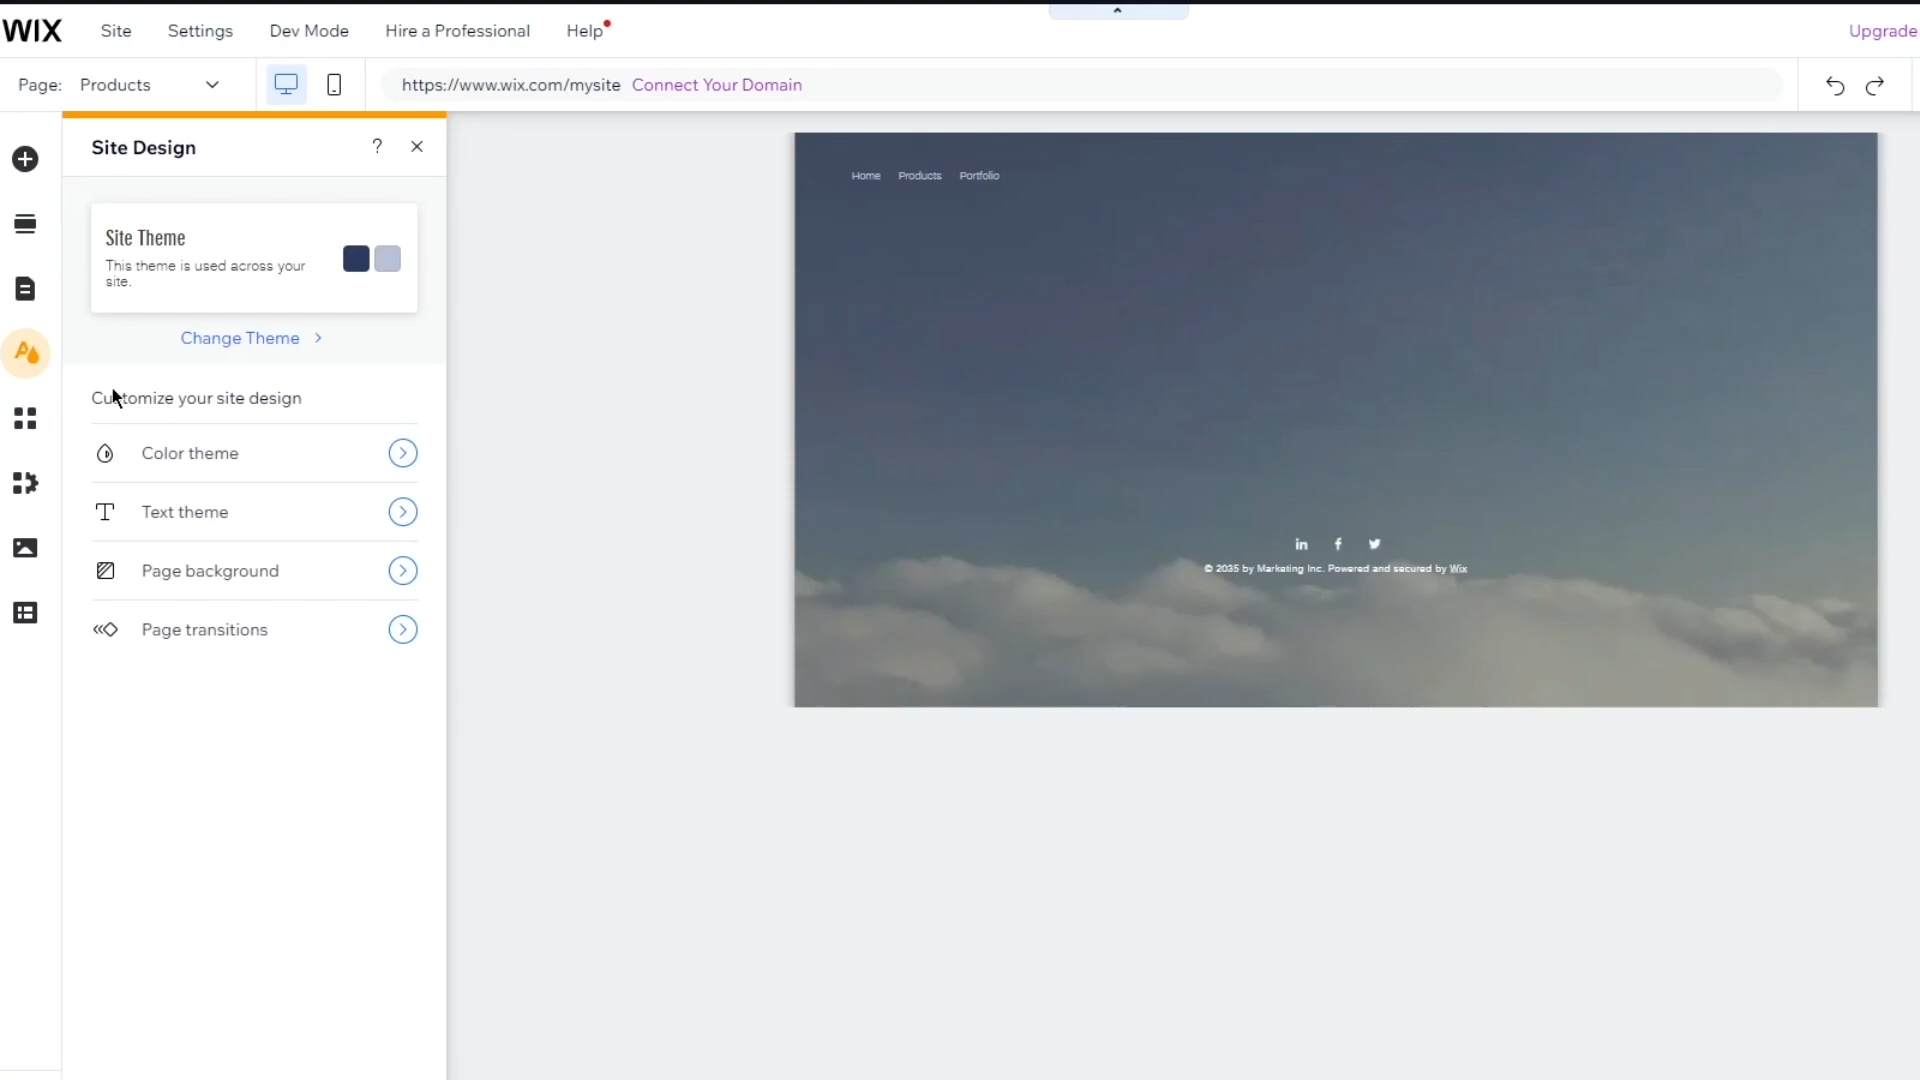 WIX Site Settings Dev Mode Hire a Professional Help Upgrade
Page: Products https://www.wix.com/mysite Connect Your Domain
Site Design ?
Site Theme
This theme is used across your
site.
Change Theme
Customize your site design
Color theme
Text theme
Page background
Page transitions
Home Products Portfolio
© 2035 by Marketing Inc. Powered and secured by Wix